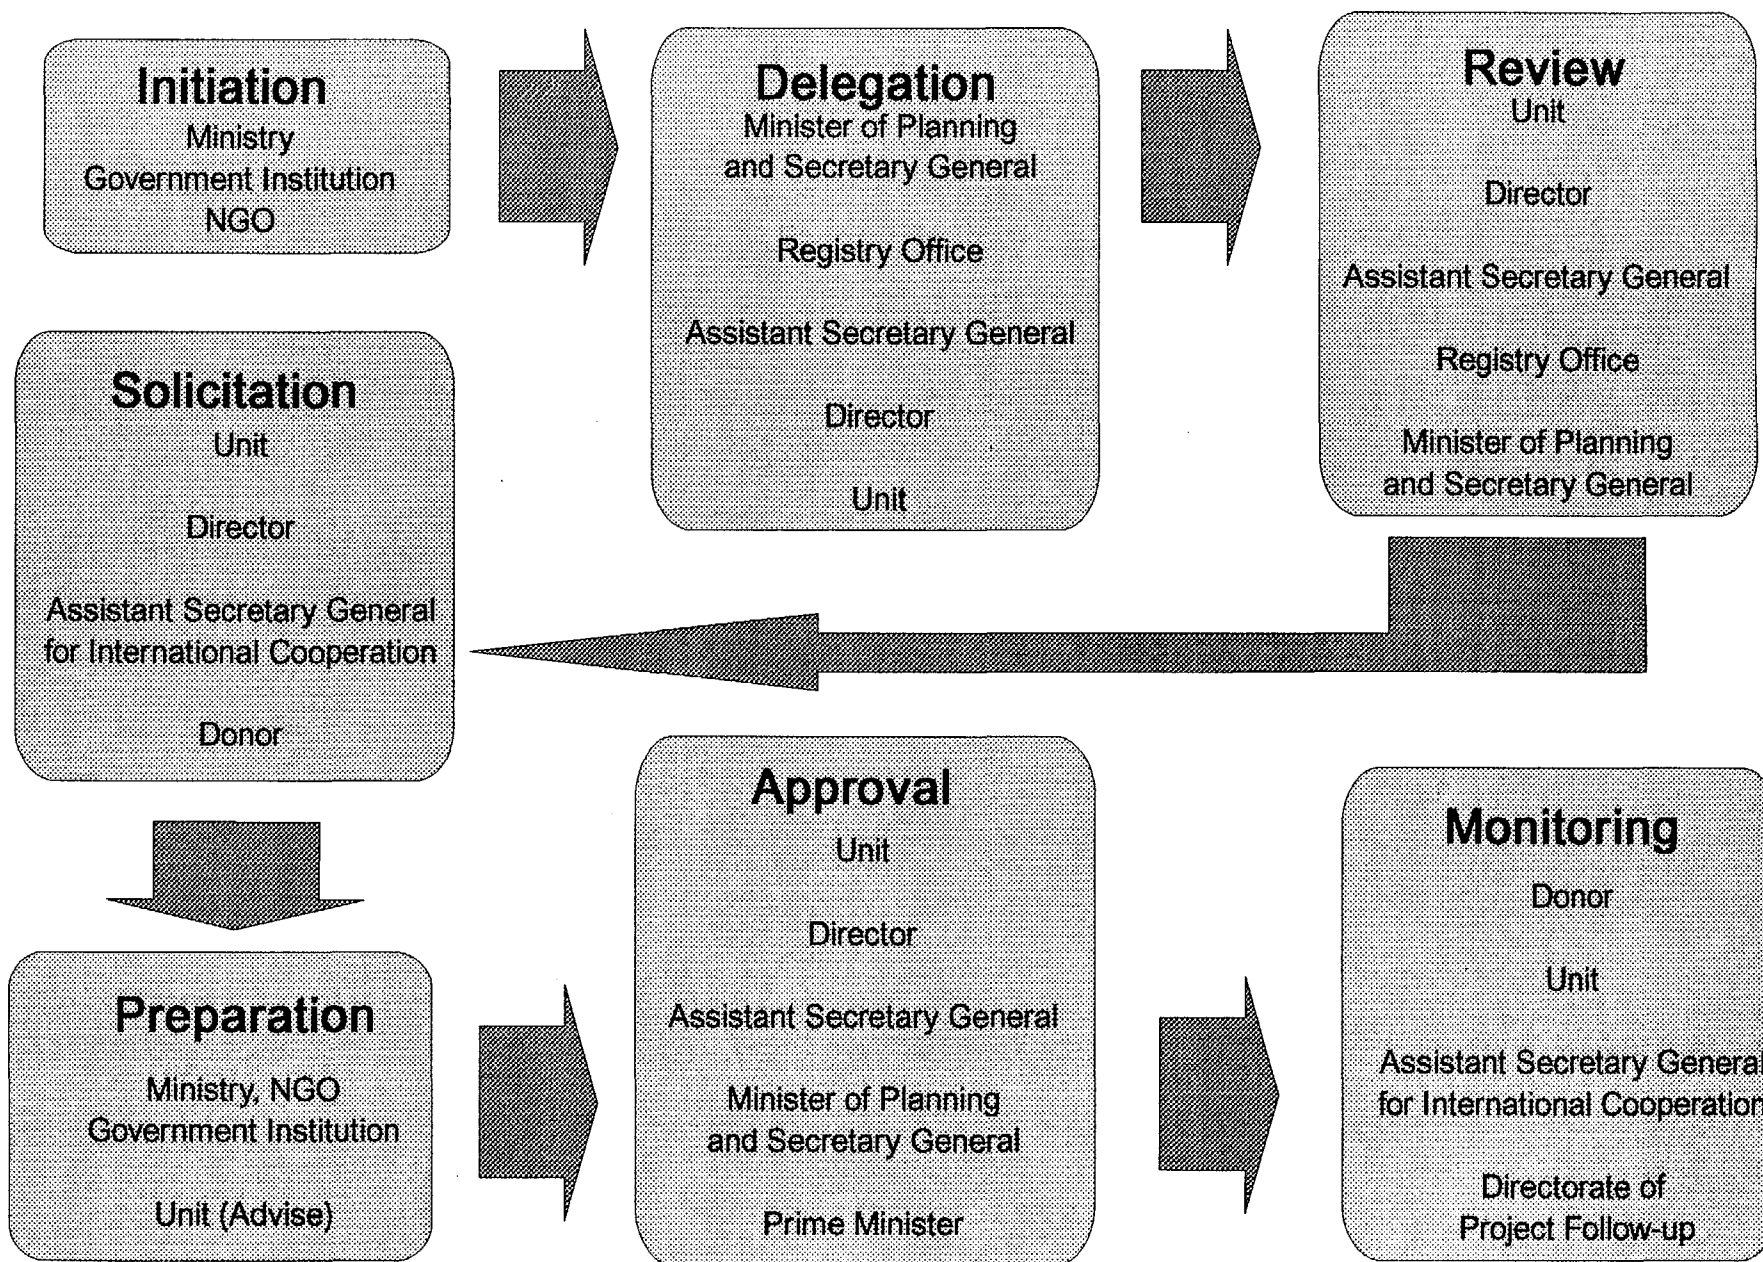 Initiation
Ministry
Government Institution
NGO
Delegation
Minister of Planning
and Secretary General
Registry Office
Assistant Secretary General
Director
Unit
Review
Unit
Director
Assistant Secretary General
Registry Office
Minister of Planning
and Secretary General
Solicitation
Unit
Director
Assistant Secretary General
for International Cooperation
Donor
Preparation
Ministry, NGO
Government Institution
Unit (Advise)
Approval
Unit
Director
Assistant Secretary General
Minister of Planning
and Secretary General
Prime Minister
Monitoring
Donor
Unit
Assistant Secretary General
for International Cooperation
Directorate of
Project Follow-up